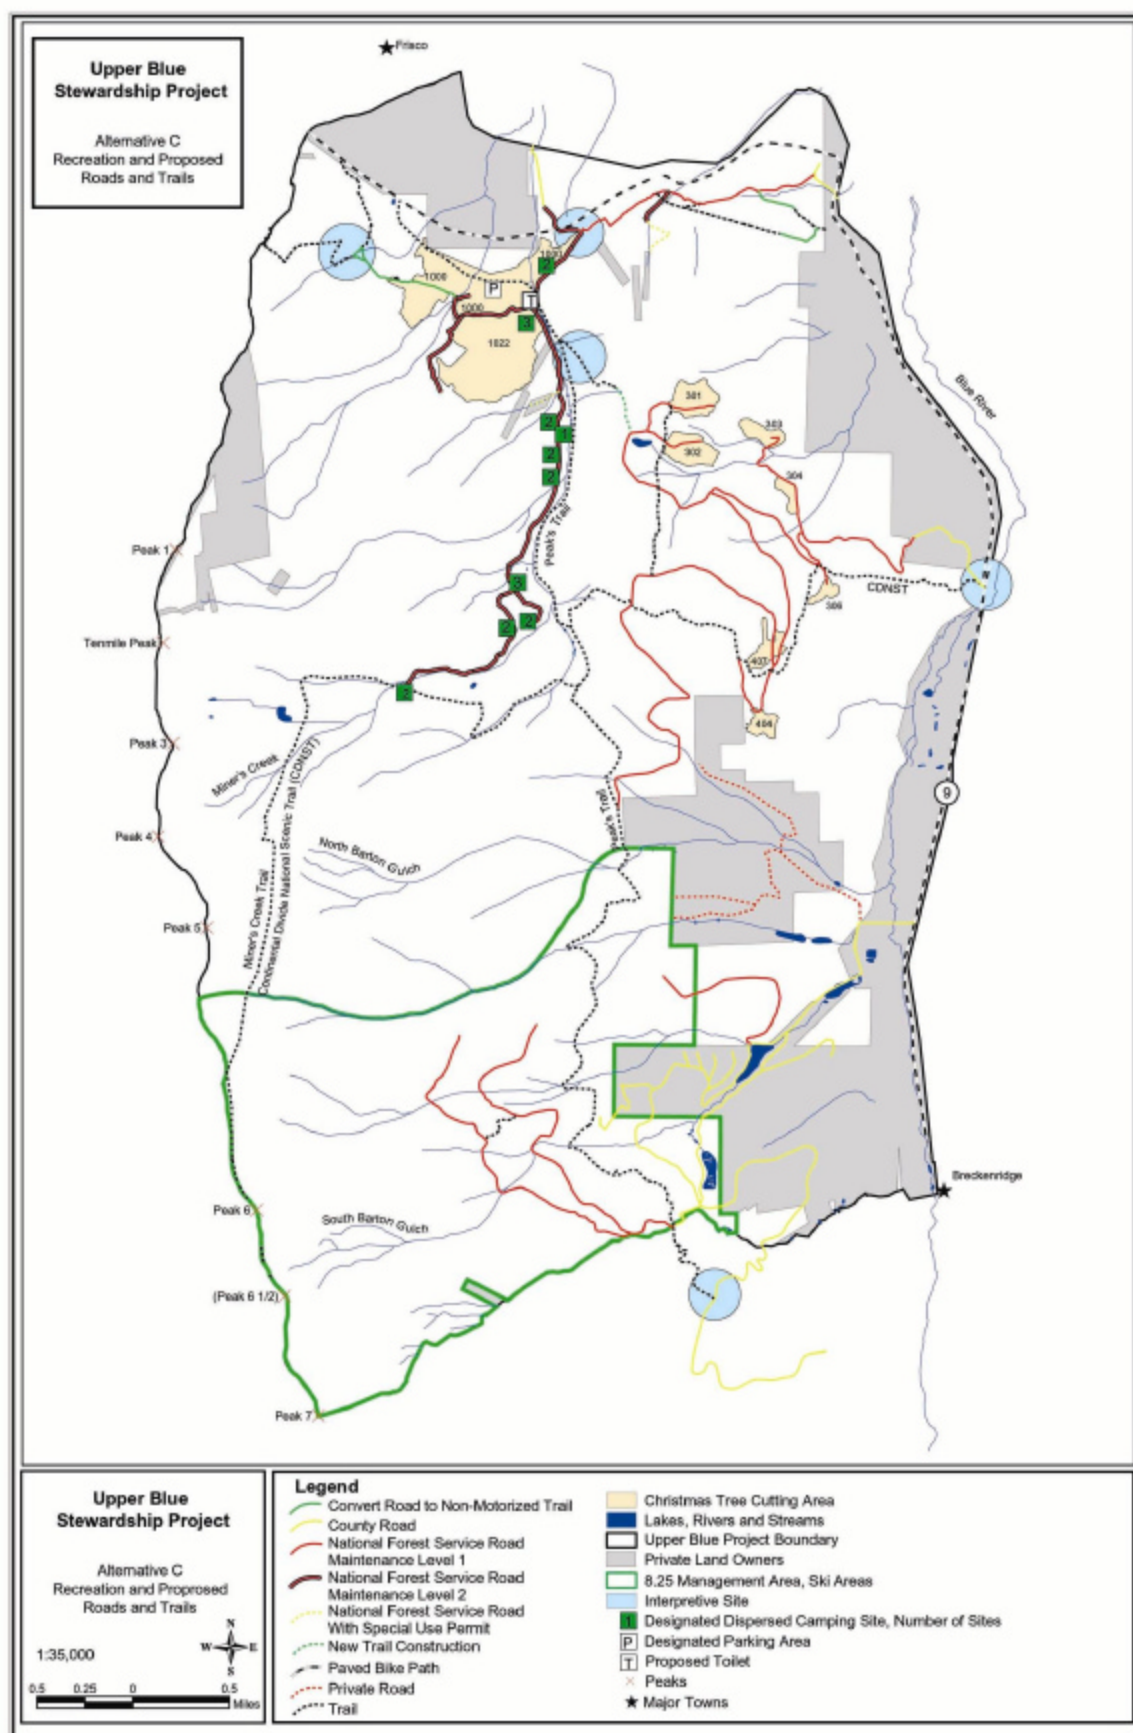 Upper Blue
Stewardship Project
Alternative C
Recreation and Proposed
Roads and Trails
Frisco
1000
1000
P
2
T
1000
3
1022
Blue River
301
303
302
304
2
1
2
2
Peak's Trail
Peak 1
3
CDNST
306
2
2
Tenmile Peak
407
2
404
Peak 3
Miner's Creek
Continental Divide National Scenic Trail (CDNST)
9
Peak's Trail
Peak 4
North Barton Gulch
Miner's Creek Trail
Peak 5
Breckenridge
Peak 6
South Barton Gulch
(Peak 6 1/2)
Peak 7
Upper Blue
Stewardship Project
Alternative C
Recreation and Proprosed
Roads and Trails
N
W E
S
1:35,000
0.5 0.25 0 0.5
Miles
Legend
Convert Road to Non-Motorized Trail
County Road
National Forest Service Road
Maintenance Level 1
National Forest Service Road
Maintenance Level 2
National Forest Service Road
With Special Use Permit
New Trail Construction
Paved Bike Path
Private Road
Trail
Christmas Tree Cutting Area
Lakes, Rivers and Streams
Upper Blue Project Boundary
Private Land Owners
8.25 Management Area, Ski Areas
Interpretive Site
1 Designated Dispersed Camping Site, Number of Sites
P Designated Parking Area
T Proposed Toilet
Peaks
Major Towns